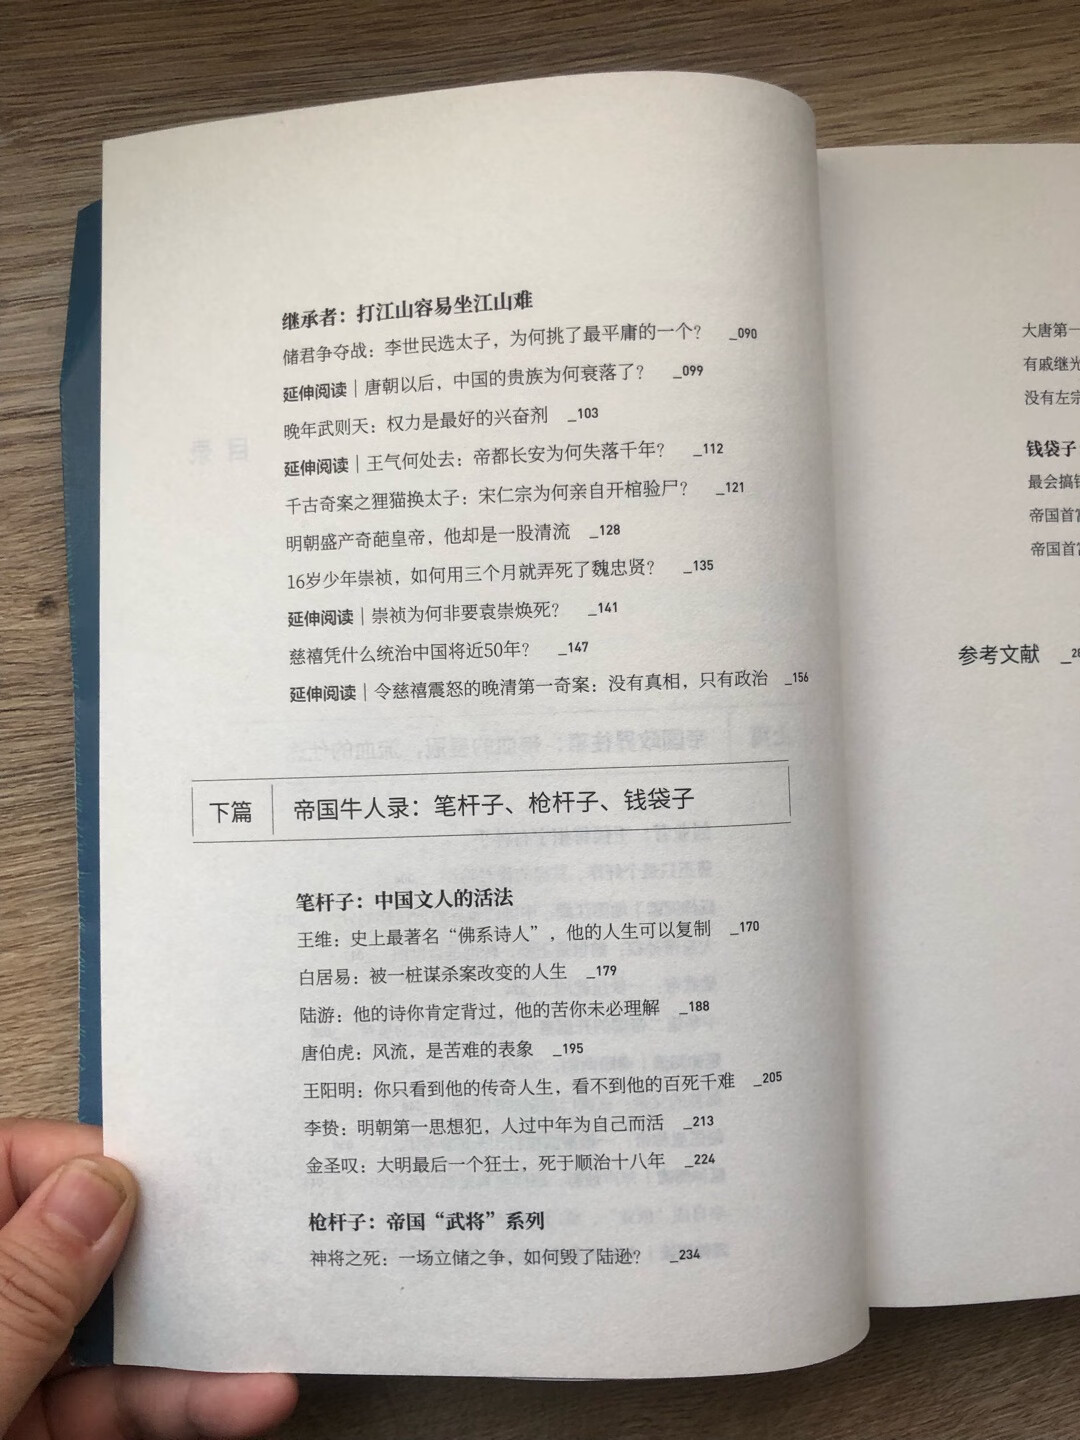 继承者：打江山容易坐江山难
储君争夺战：李世民选太子，为何挑了最平庸的一个？ _090
延伸阅读｜唐朝以后，中国的贵族为何衰落了？ _099
晚年武则天：权力是最好的兴奋剂 _103
延伸阅读｜王气何处去：帝都长安为何失落千年？ _112
千古奇案之狸猫换太子：宋仁宗为何亲自开棺验尸？ _121
明朝盛产奇葩皇帝，他却是一股清流 _128
16岁少年崇祯，如何用三个月就弄死了魏忠贤？ _135
延伸阅读｜崇祯为何非要袁崇焕死？ _141
慈禧凭什么统治中国将近50年？ _147
延伸阅读｜令慈禧震怒的晚清第一奇案：没有真相，只有政治 _156
下篇 帝国牛人录：笔杆子、枪杆子、钱袋子
笔杆子：中国文人的活法
王维：史上最著名“佛系诗人”，他的人生可以复制 _170
白居易：被一桩谋杀案改变的人生 _179
陆游：他的诗你肯定背过，他的苦你未必理解 _188
唐伯虎：风流，是苦难的表象 _195
王阳明：你只看到他的传奇人生，看不到他的百死千难 _205
李贽：明朝第一思想犯，人过中年为自己而活 _213
金圣叹：大明最后一个狂士，死于顺治十八年 _224
枪杆子：帝国“武将”系列
神将之死：一场立储之争，如何毁了陆逊？ _234
大唐第一
有戚继光
没有左宗
钱袋子
最会搞钱
帝国首富
帝国首富
参考文献